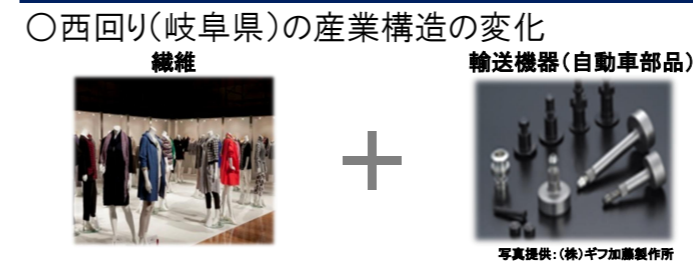 〇西回り(岐阜県)の産業構造の変化
繊維
輸送機器(自動車部品)
+
写真提供:(株)ギフ加藤製作所